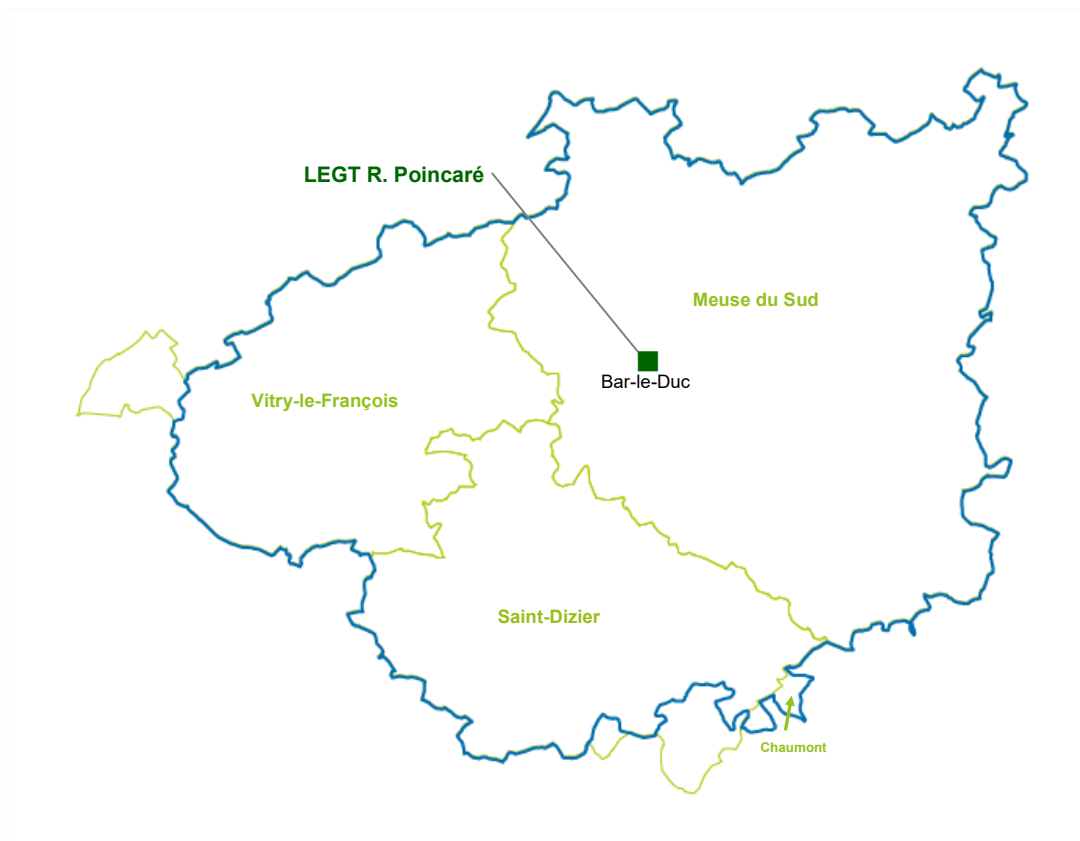 LEGT R. Poincaré
Meuse du Sud
Bar-le-Duc
Vitry-le-François
Saint-Dizier
Chaumont